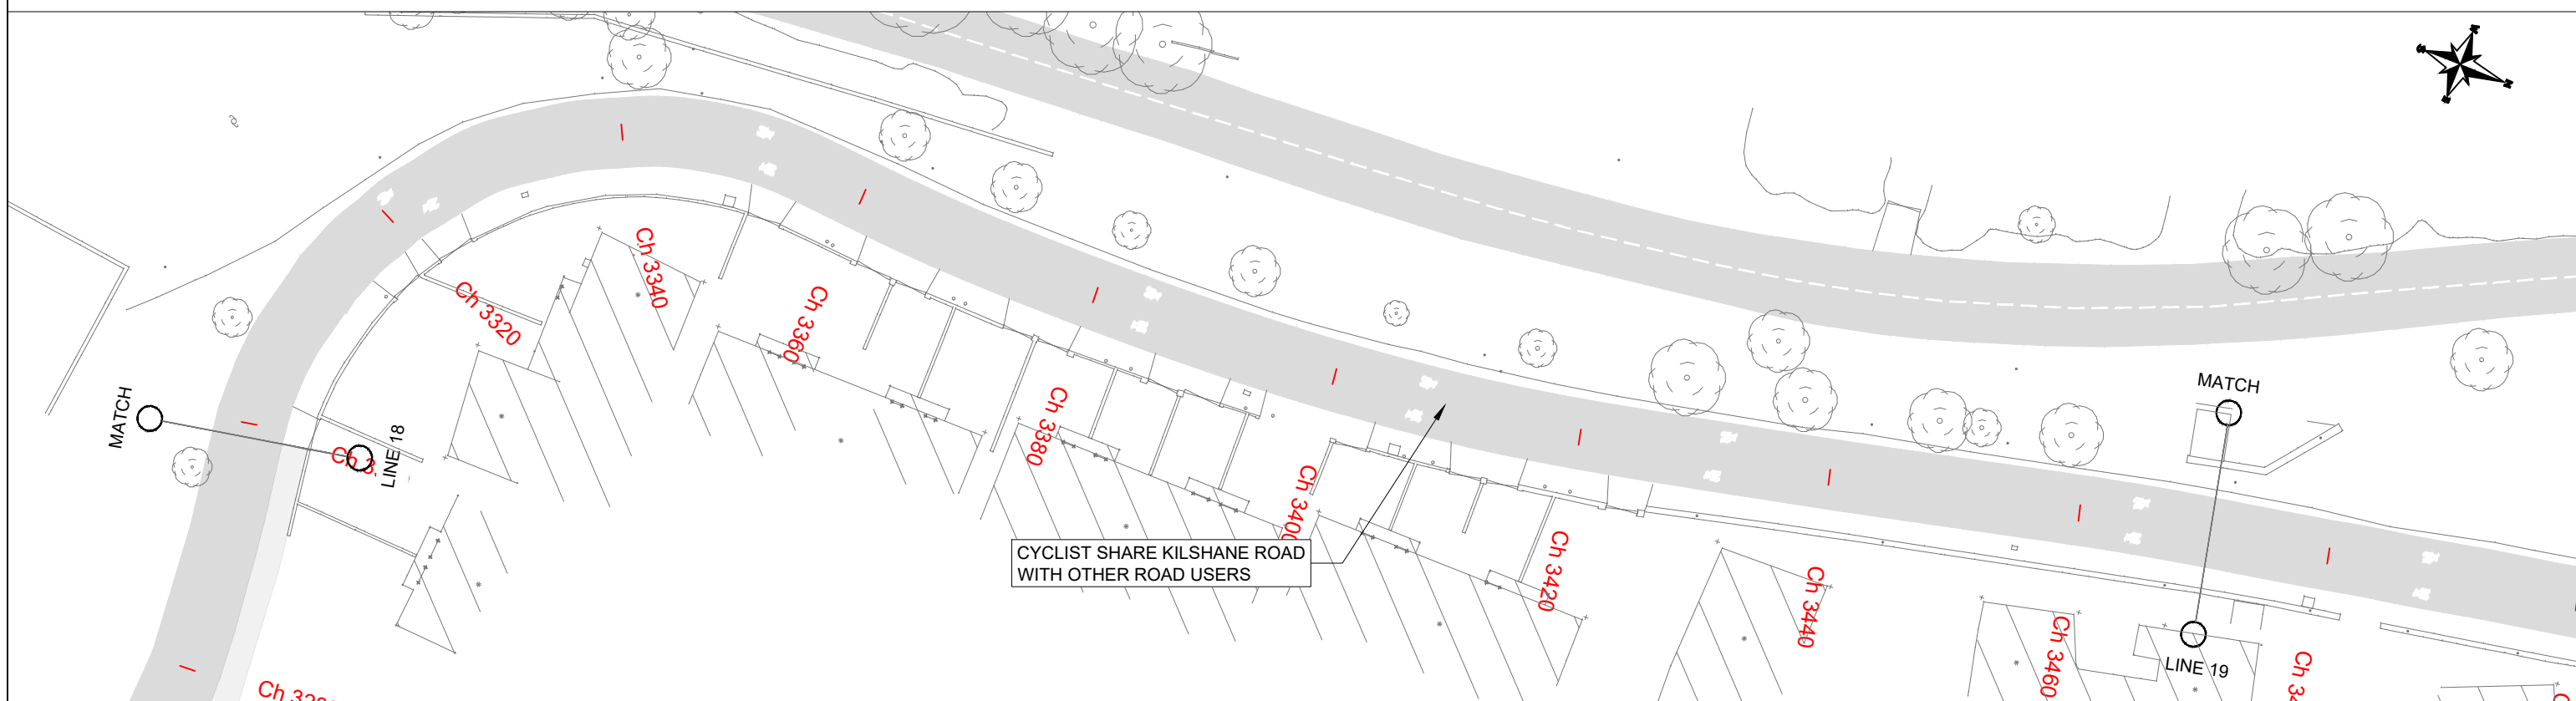 MATCH
LINE 18
Ch 3320
Ch 3340
Ch 3360
Ch 3380
Ch 3400
Ch 3420
Ch 3440
Ch 3460
CYCLIST SHARE KILSHANE ROAD
WITH OTHER ROAD USERS
MATCH
LINE 19